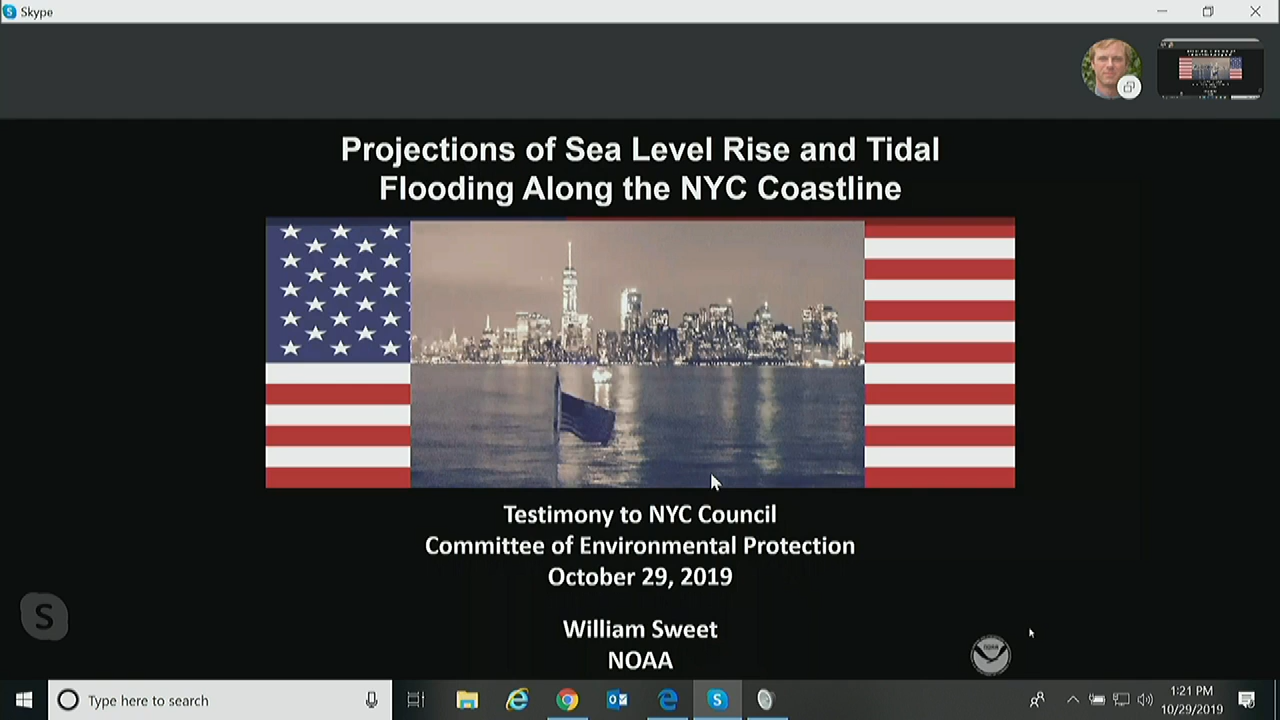 Skype
Projections of Sea Level Rise and Tidal
Flooding Along the NYC Coastline
Testimony to NYC Council
Committee of Environmental Protection
October 29, 2019
William Sweet
NOAA
S
Type here to search
1:21 PM
10/29/2019